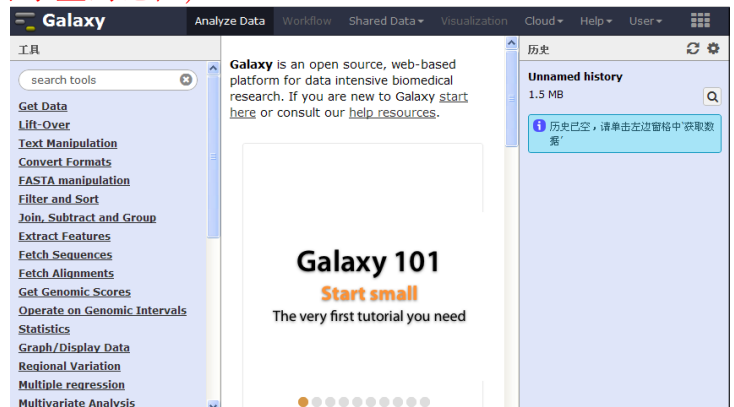 Galaxy
Analyze Data
Workflow
Shared Data
Visualization
Cloud
Help
User
工具
search tools
Get Data
Lift-Over
Text Manipulation
Convert Formats
FASTA manipulation
Filter and Sort
Join, Subtract and Group
Extract Features
Fetch Sequences
Fetch Alignments
Get Genomic Scores
Operate on Genomic Intervals
Statistics
Graph/Display Data
Regional Variation
Multiple regression
Multivariate Analysis
Galaxy is an open source, web-based
platform for data intensive biomedical
research. If you are new to Galaxy start
here or consult our help resources.
Galaxy 101
Start small
The very first tutorial you need
历史
Unnamed history
1.5 MB
历史已空，请单击左边窗格中‘获取数
据’